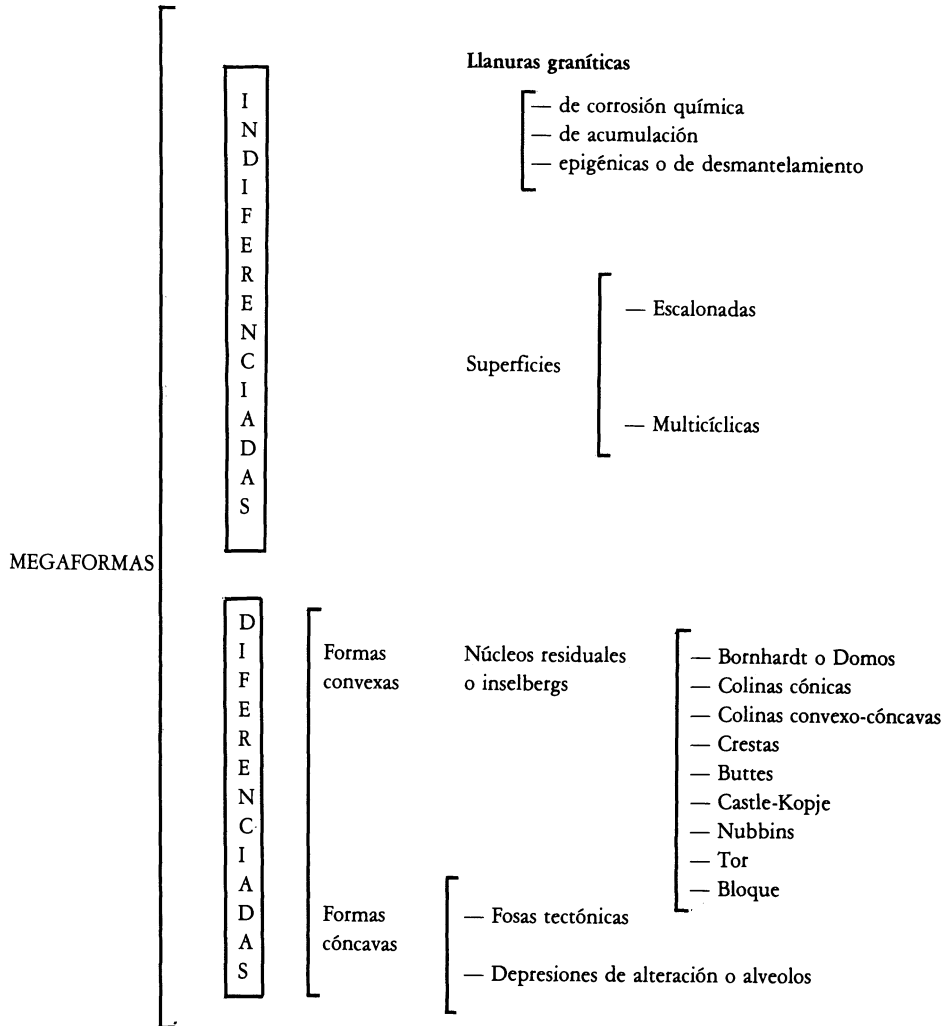 MEGAFORMAS
INDIFERENCIADAS
Llanuras graníticas
— de corrosión química
— de acumulación
— epigénicas o de desmantelamiento
Superficies
— Escalonadas
— Multicíclicas
DIFERENCIADAS
Formas
convexas
Núcleos residuales
o inselbergs
— Bornhardt o Domos
— Colinas cónicas
— Colinas convexo-cóncavas
— Crestas
— Buttes
— Castle-Kopje
— Nubbins
— Tor
— Bloque
Formas
cóncavas
— Fosas tectónicas
— Depresiones de alteración o alveolos